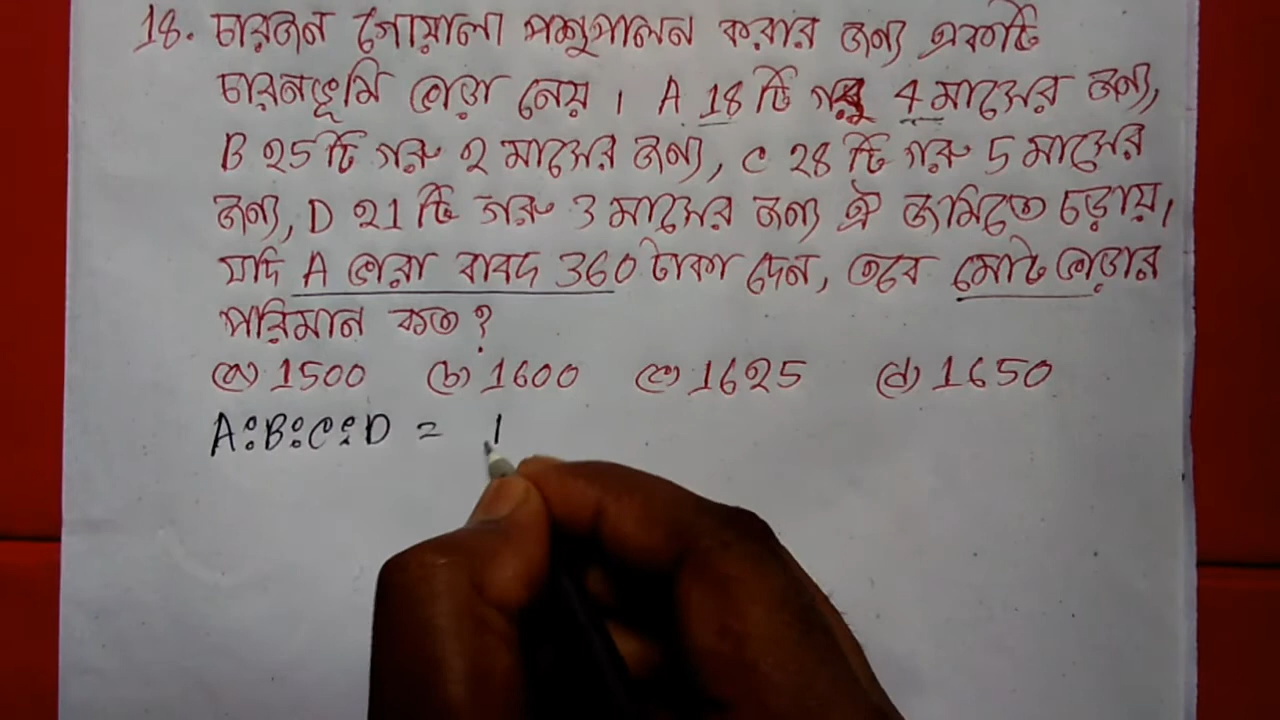 18. চারজন গোয়ালা পশুপালন করার জন্য একটি
চারনভূমি ভাড়া নেয়। A 18 টি গরু 4 মাসের জন্য,
B 25 টি গরু 2 মাসের জন্য, C 28 টি গরু 5 মাসের
জন্য, D 21 টি গরু 3 মাসের জন্য ঐ জমিতে চড়ায়,
যদি A ভারা বাবদ 360 টাকা দেন, তবে মোট ভাড়ার
পরিমান কত ?
(a) 1500 (b) 1600 (c) 1625 (d) 1650
A:B:C:D = 1